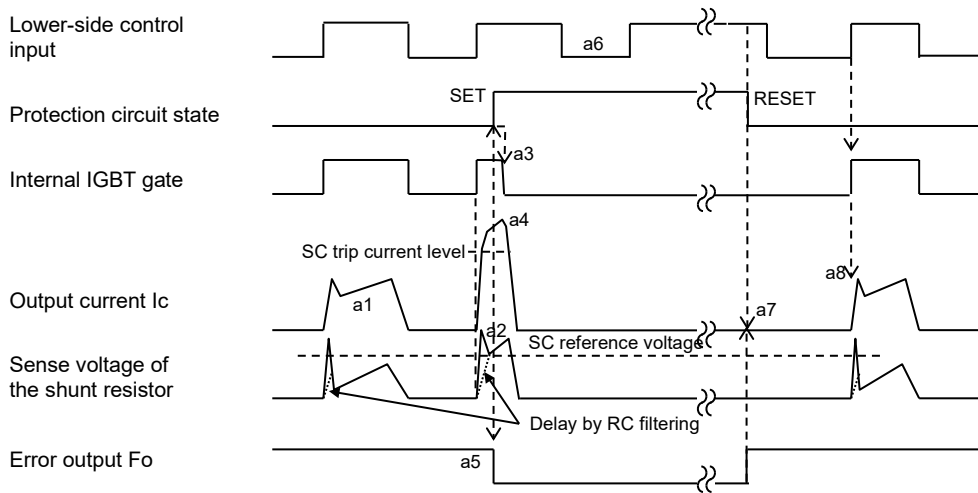 Lower-side control
input
a6
SET
RESET
Protection circuit state
a3
Internal IGBT gate
a4
SC trip current level
a8
Output current Ic
a1
a7
a2
SC reference voltage
Sense voltage of
the shunt resistor
Delay by RC filtering
Error output Fo
a5